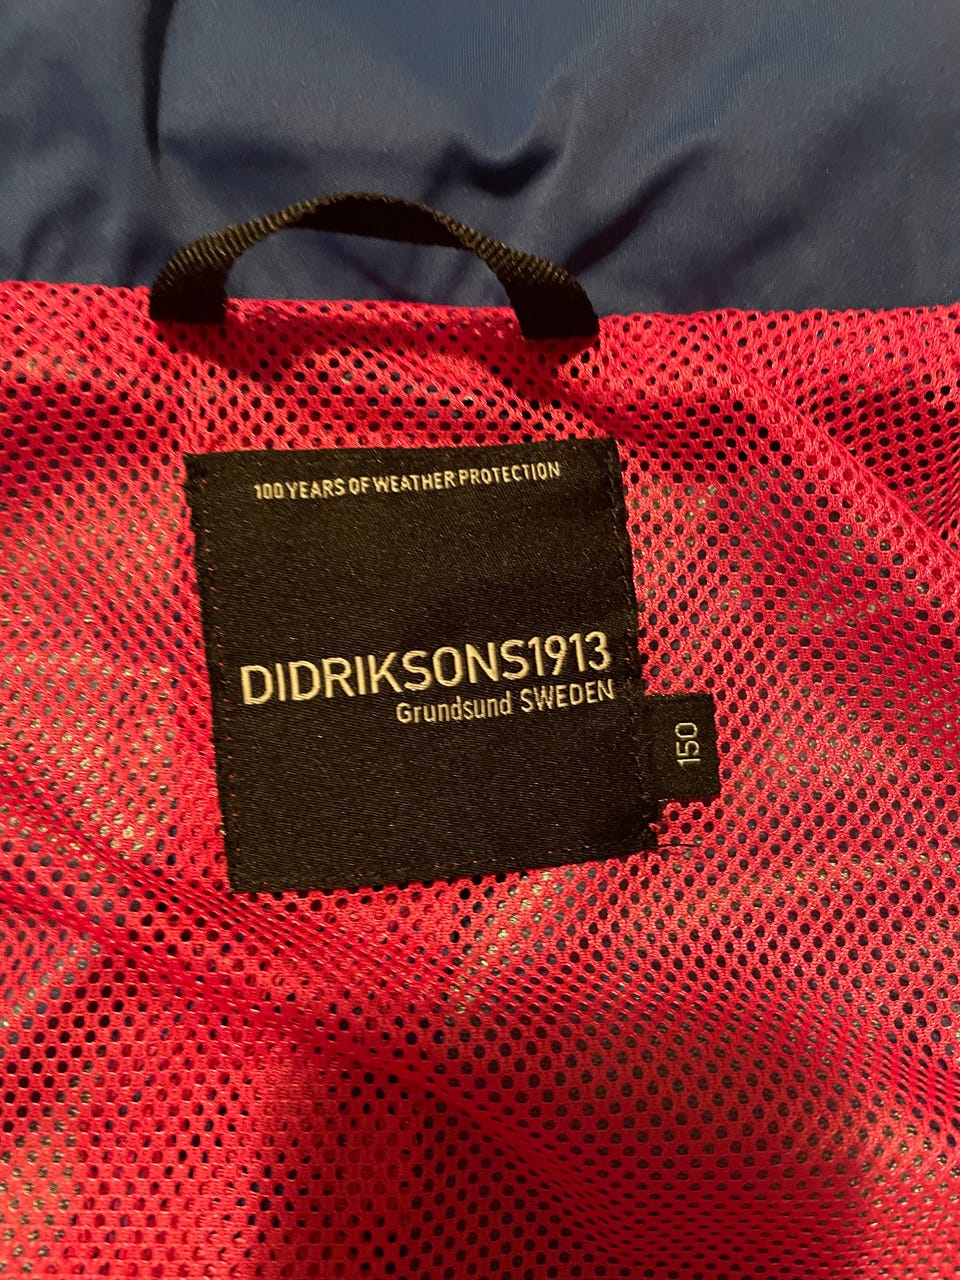 100 YEARS OF WEATHER PROTECTION
DIDRIKSONS1913
Grundsund SWEDEN
150